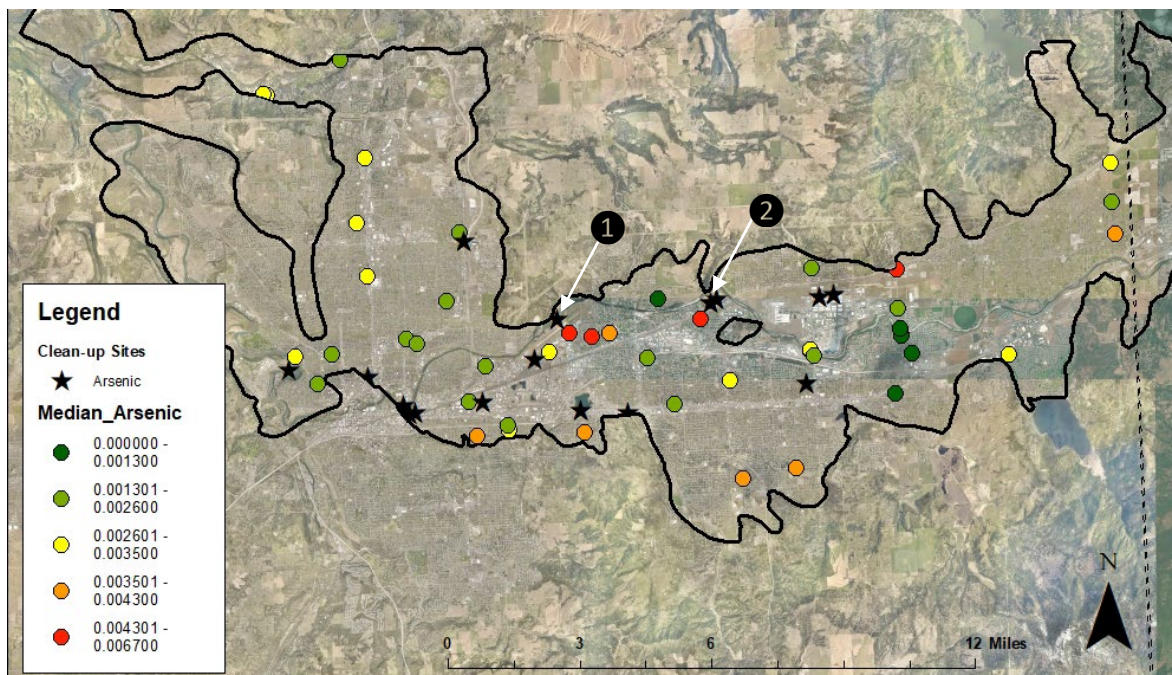 1
2
Legend
Clean-up Sites
Arsenic
Median_Arsenic
0.000000 -
0.001300
0.001301 -
0.002600
0.002601 -
0.003500
0.003501 -
0.004300
0.004301 -
0.006700
0 3 6 12 Miles
N